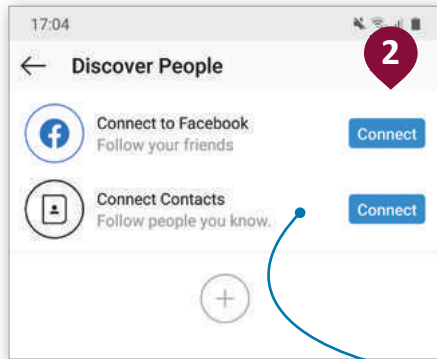 17:04
← Discover People
2
Connect to Facebook
Follow your friends
Connect
Connect Contacts
Follow people you know.
Connect